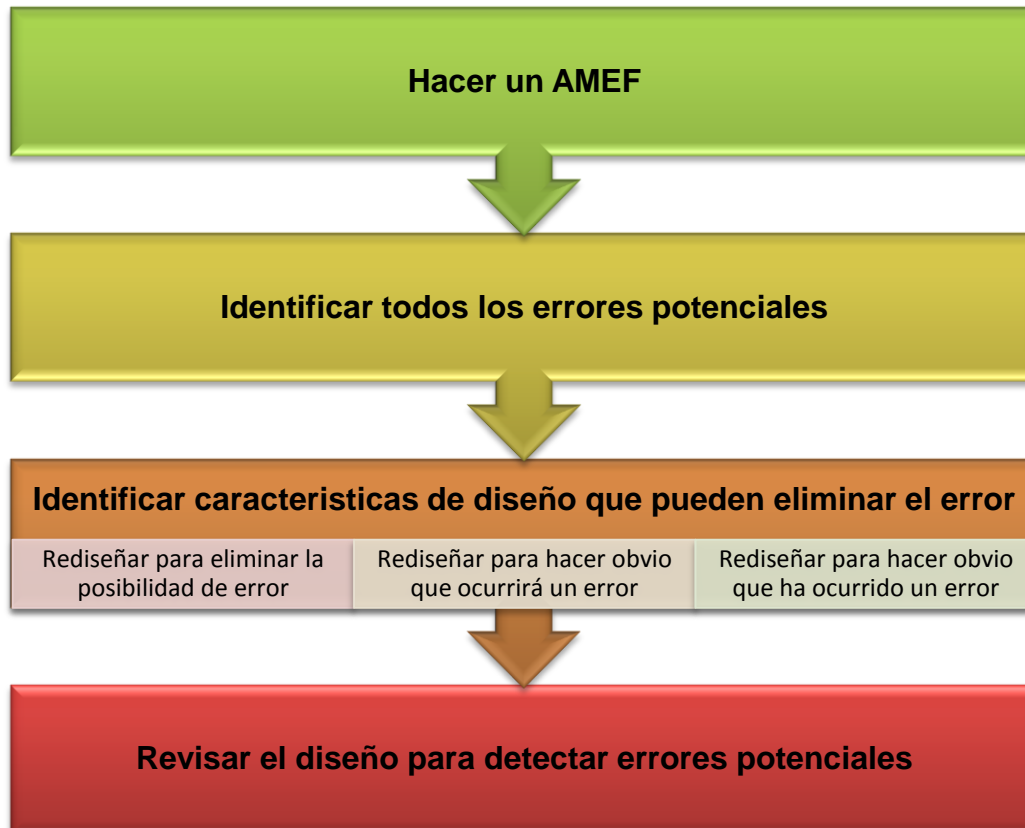 Hacer un AMEF
Identificar todos los errores potenciales
Identificar caracteristicas de diseño que pueden eliminar el error
Rediseñar para eliminar la
posibilidad de error
Rediseñar para hacer obvio
que ocurrirá un error
Rediseñar para hacer obvio
que ha ocurrido un error
Revisar el diseño para detectar errores potenciales